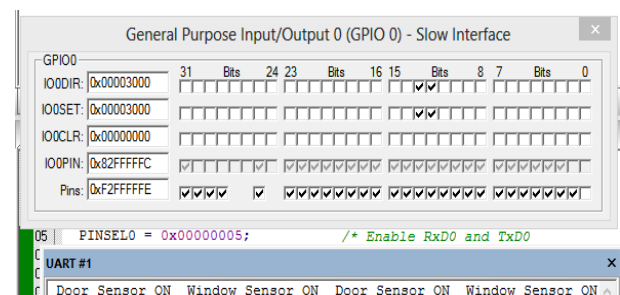 General Purpose Input/Output 0 (GPIO 0) - Slow Interface
GPIO0
31 Bits 24 23 Bits 16 15 Bits 8 7 Bits 0
IO0DIR: 0x00003000
IO0SET: 0x00003000
IO0CLR: 0x00000000
IO0PIN: 0x82FFFFFC
Pins: 0xF2FFFFFE
05 PINSEL0 = 0x00000005; /* Enable RxD0 and TxD0
UART #1
Door Sensor ON Window Sensor ON Door Sensor ON Window Sensor ON